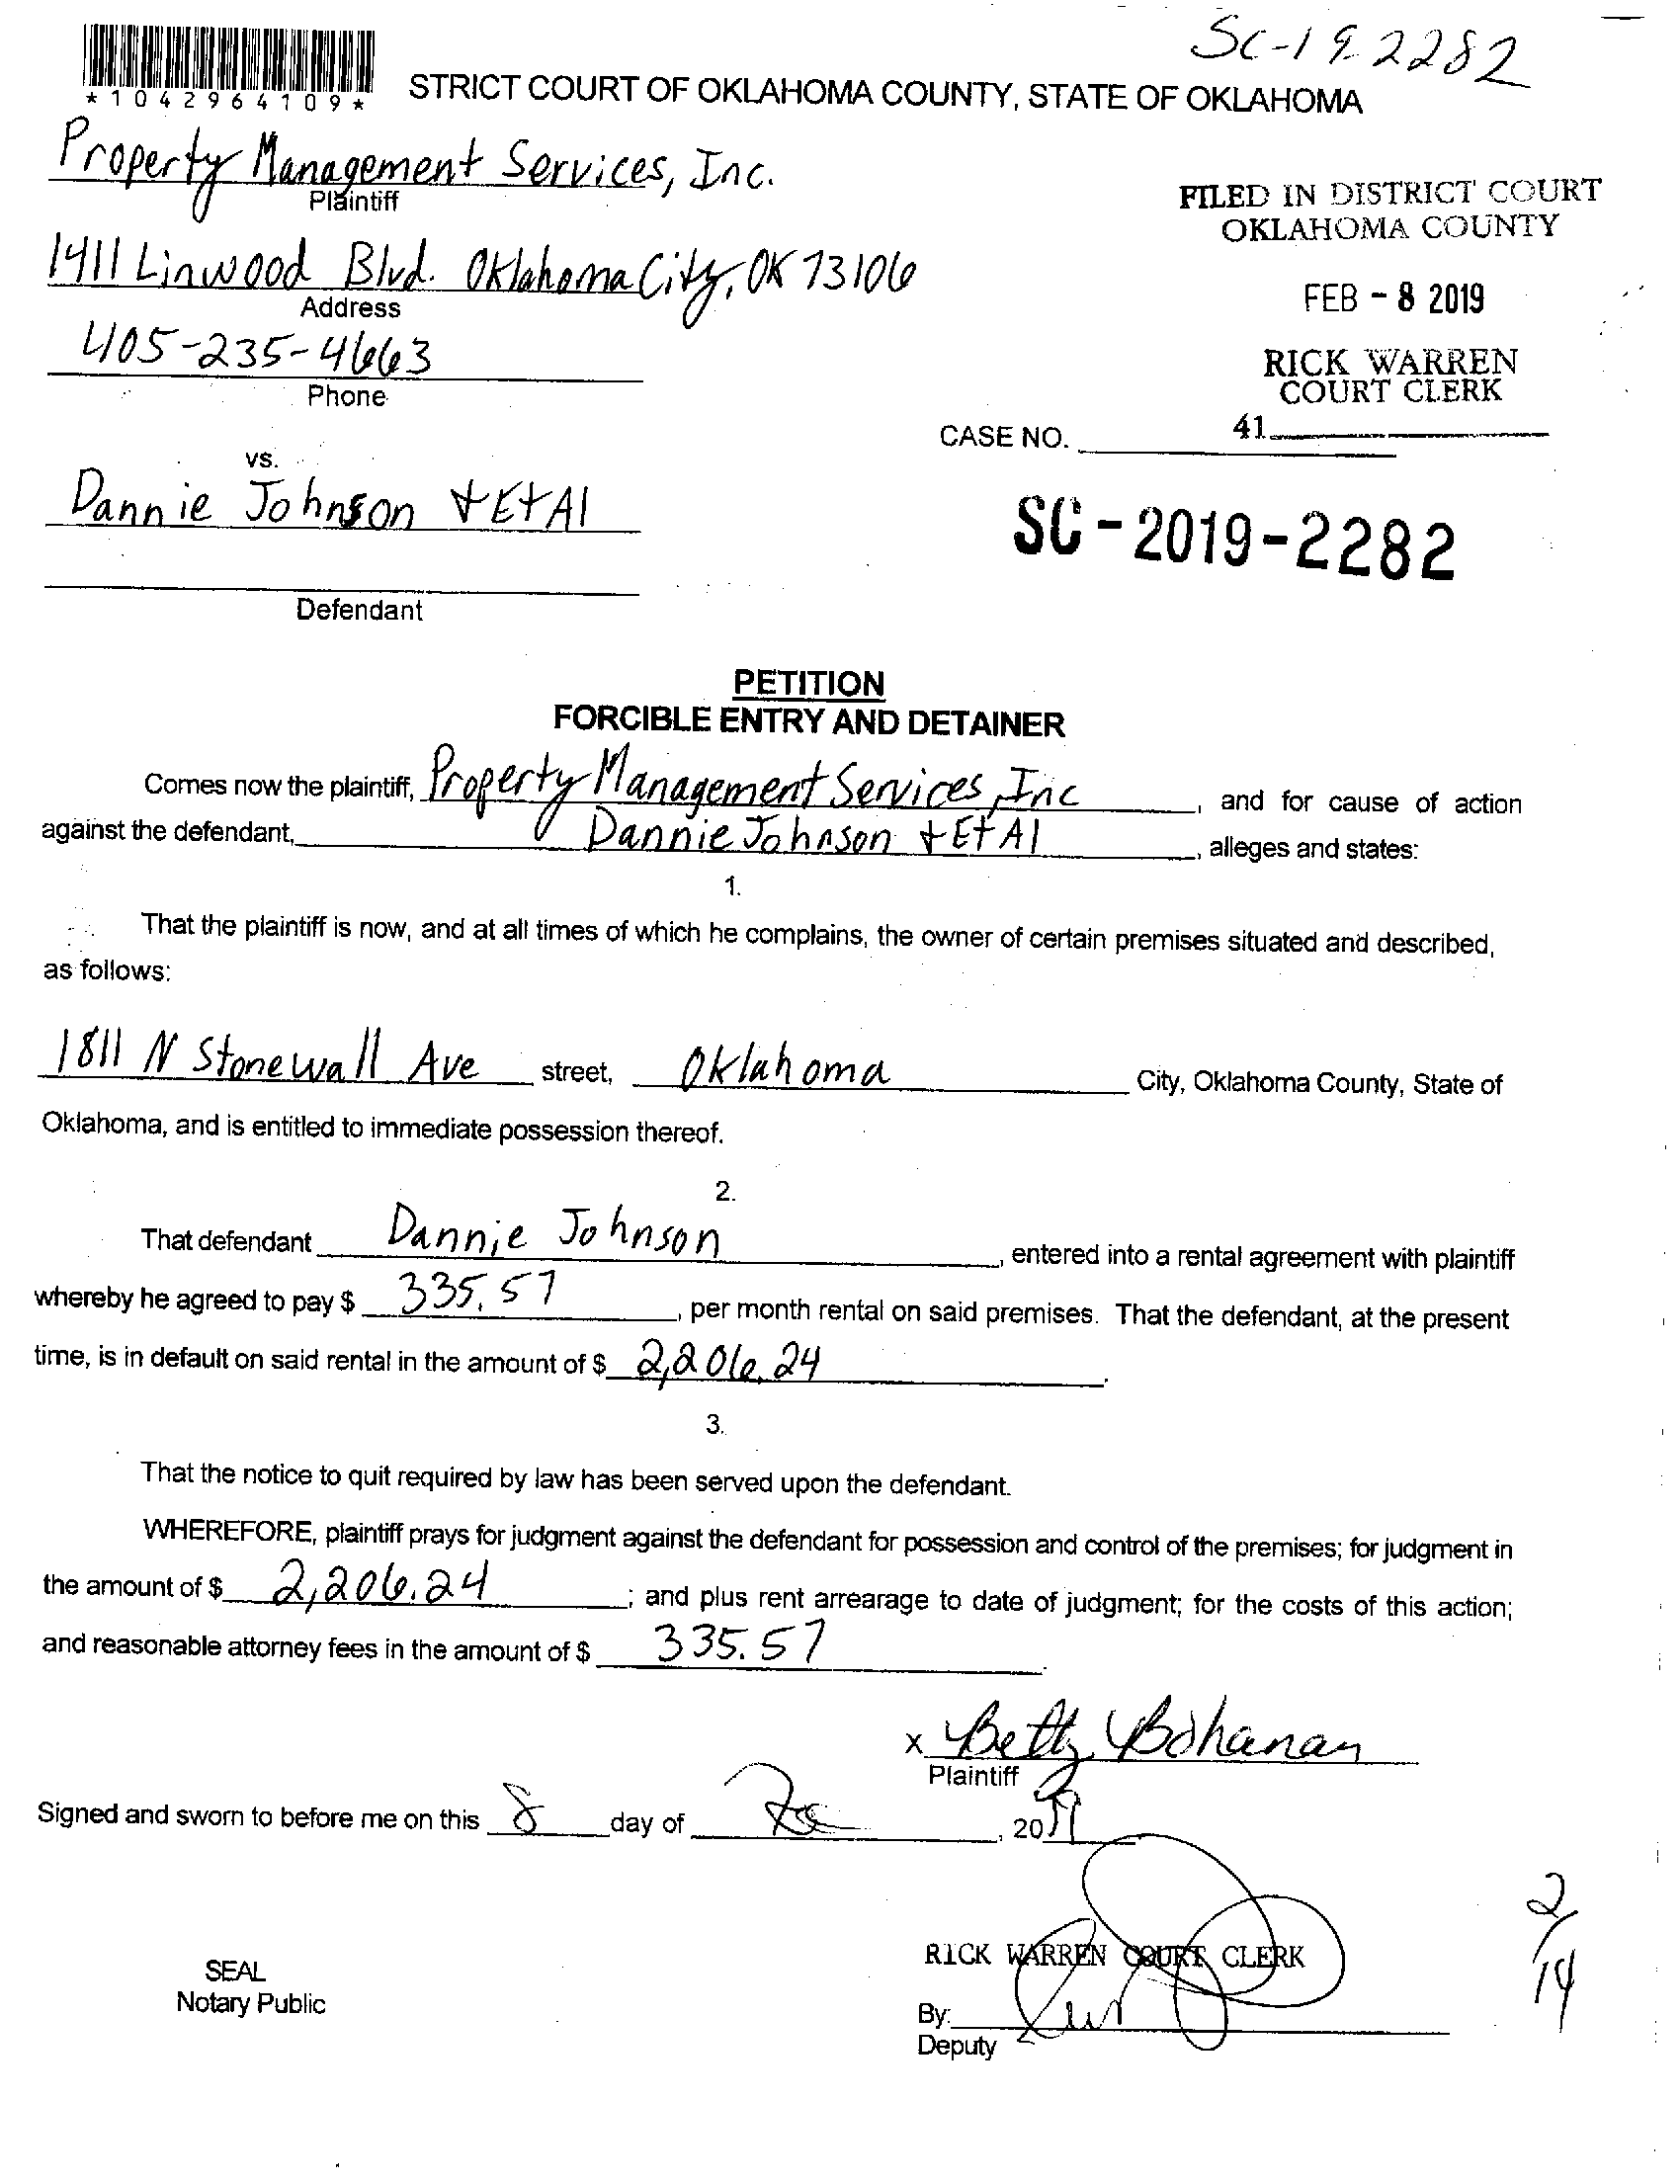 SC-19 2282
*1042964109*
STRICT COURT OF OKLAHOMA COUNTY, STATE OF OKLAHOMA
Property Management Services, Inc.
Plaintiff
FILED IN DISTRICT COURT
OKLAHOMA COUNTY
1411 Linwood Blvd. Oklahoma City, OK 73106
Address
FEB - 8 2019
405-235-4663
Phone
RICK WARREN
COURT CLERK
41
CASE NO.
vs.
Dannie Johnson & Et Al
SC-2019-2282
Defendant
PETITION
FORCIBLE ENTRY AND DETAINER
Comes now the plaintiff, Property Management Services, Inc, and for cause of action
against the defendant, Dannie Johnson & Et Al, alleges and states:
1.
That the plaintiff is now, and at all times of which he complains, the owner of certain premises situated and described,
as follows:
1811 N Stonewall Ave street, Oklahoma City, Oklahoma County, State of
Oklahoma, and is entitled to immediate possession thereof.
2.
That defendant Dannie Johnson, entered into a rental agreement with plaintiff
whereby he agreed to pay $ 335.57, per month rental on said premises. That the defendant, at the present
time, is in default on said rental in the amount of $ 2,206.24.
3.
That the notice to quit required by law has been served upon the defendant.
WHEREFORE, plaintiff prays for judgment against the defendant for possession and control of the premises; for judgment in
the amount of $ 2,206.24; and plus rent arrearage to date of judgment; for the costs of this action;
and reasonable attorney fees in the amount of $ 335.57.
x Betty Bohanan
Plaintiff
Signed and sworn to before me on this 8 day of , 2019
2/14
RICK WARREN COURT CLERK
SEAL
Notary Public
By:
Deputy